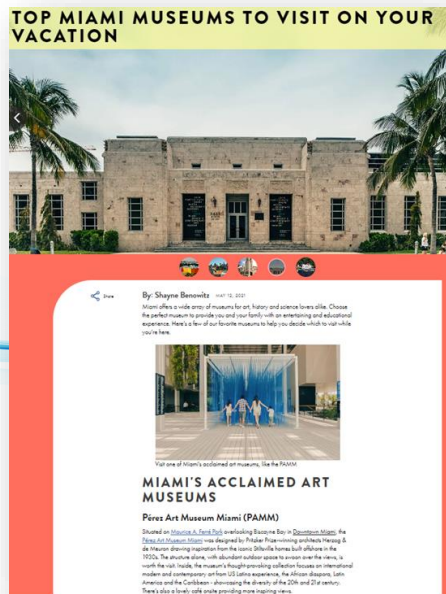 TOP MIAMI MUSEUMS TO VISIT ON YOUR
VACATION
Share
By: Shayne Benowitz MAY 12, 2021
Miami offers a wide array of museums for art, history and science lovers alike. Choose
the perfect museum to provide you and your family with an entertaining and educational
experience. Here's a few of our favorite museums to help you decide which to visit while
you're here.
Visit one of Miami's acclaimed art museums, like the PAMM
MIAMI'S ACCLAIMED ART
MUSEUMS
Pérez Art Museum Miami (PAMM)
Situated on Maurice A. Ferré Park overlooking Biscayne Bay in Downtown Miami, the
Pérez Art Museum Miami was designed by Pritzker Prize-winning architects Herzog &
de Meuron drawing inspiration from the iconic Stiltsville homes built offshore in the
1930s. The structure alone, with abundant outdoor space to swoon over the views, is
worth the visit. Inside, the museum's thought-provoking collection focuses on international
modern and contemporary art from US Latino experience, the African diaspora, Latin
America and the Caribbean - showcasing the diversity of the 20th and 21st century.
There's also a lovely café onsite providing more inspiring views.